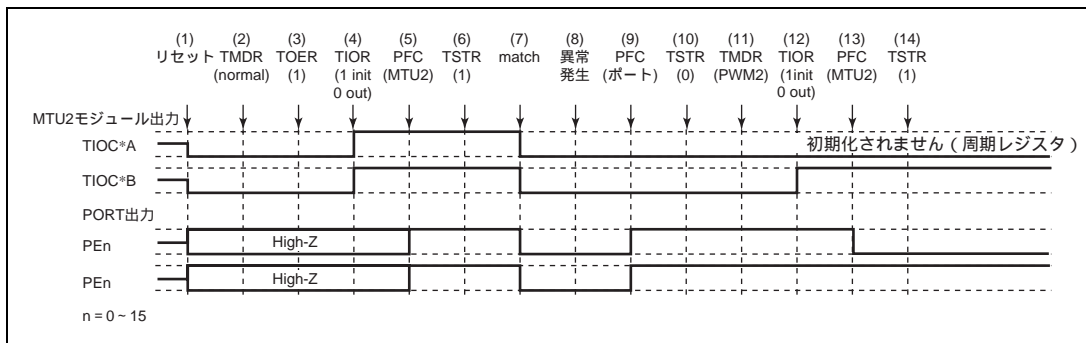 (1) (2) (3) (4) (5) (6) (7) (8) (9) (10) (11) (12) (13) (14)
リセット TMDR TOER TIOR PFC TSTR match 異常 PFC TSTR TMDR TIOR PFC TSTR
(normal) (1) (1 init (MTU2) (1) 発生 (ポート) (0) (PWM2) (1init (MTU2) (1)
0 out) 0 out)
MTU2モジュール出力
TIOC*A 初期化されません ( 周期レジスタ )
TIOC*B
PORT出力
PEn High-Z
PEn High-Z
n = 0 ~ 15